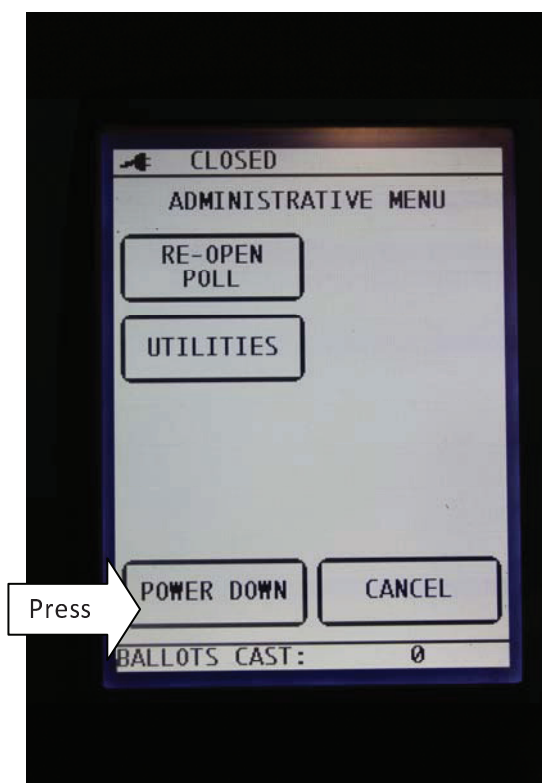 CLOSED
ADMINISTRATIVE MENU
RE-OPEN
POLL
UTILITIES
Press
POWER DOWN
CANCEL
BALLOTS CAST: 0